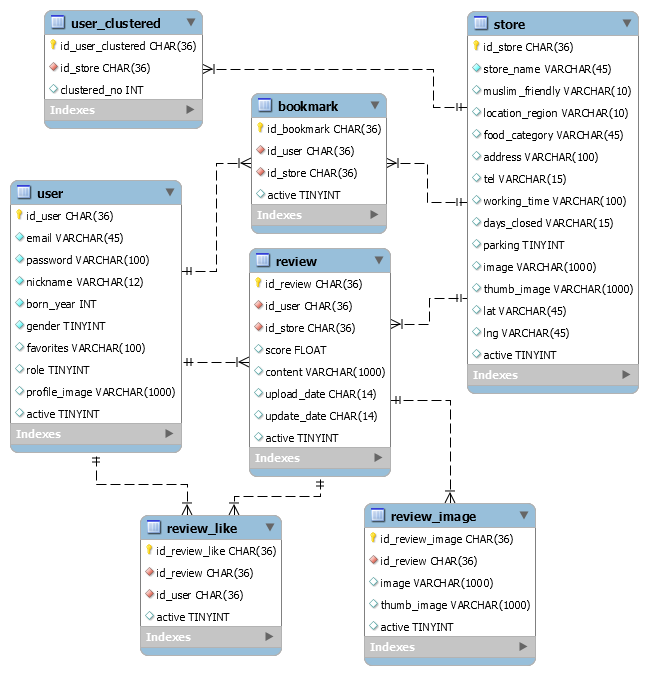 user_clustered
id_user_clustered CHAR(36)
id_store CHAR(36)
clustered_no INT
Indexes
store
id_store CHAR(36)
store_name VARCHAR(45)
muslim_friendly VARCHAR(10)
location_region VARCHAR(10)
food_category VARCHAR(45)
address VARCHAR(100)
tel VARCHAR(15)
working_time VARCHAR(100)
days_closed VARCHAR(15)
parking TINYINT
image VARCHAR(1000)
thumb_image VARCHAR(1000)
lat VARCHAR(45)
lng VARCHAR(45)
active TINYINT
Indexes
bookmark
id_bookmark CHAR(36)
id_user CHAR(36)
id_store CHAR(36)
active TINYINT
Indexes
user
id_user CHAR(36)
email VARCHAR(45)
password VARCHAR(100)
nickname VARCHAR(12)
born_year INT
gender TINYINT
favorites VARCHAR(100)
role TINYINT
profile_image VARCHAR(1000)
active TINYINT
Indexes
review
id_review CHAR(36)
id_user CHAR(36)
id_store CHAR(36)
score FLOAT
content VARCHAR(1000)
upload_date CHAR(14)
update_date CHAR(14)
active TINYINT
Indexes
review_like
id_review_like CHAR(36)
id_review CHAR(36)
id_user CHAR(36)
active TINYINT
Indexes
review_image
id_review_image CHAR(36)
id_review CHAR(36)
image VARCHAR(1000)
thumb_image VARCHAR(1000)
active TINYINT
Indexes